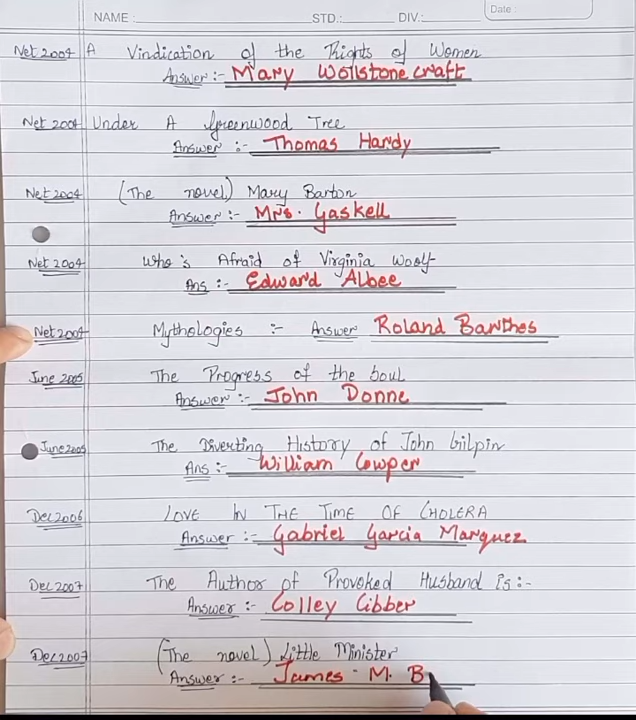 NAME : STD.: DIV.: Date :
Net 2004 A Vindication of the Rights of Women
Answer :- Mary Wollstonecraft
Net 2004 Under A Greenwood Tree
Answer :- Thomas Hardy
Net 2004 (The novel) Mary Barton
Answer :- Mrs. Gaskell
Net 2004 Who's Afraid of Virginia Woolf
Ans :- Edward Albee
Net 2004 Mythologies :- Answer Roland Barthes
June 2005 The Progress of the Soul
Answer :- John Donne
June 2005 The Diverting History of John Gilpin
Ans :- William Cowper
Dec 2006 LOVE IN THE TIME OF CHOLERA
Answer :- Gabriel Garcia Marquez
Dec 2007 The Author of Provoked Husband is :-
Answer :- Colley Cibber
Dec 2007 (The novel) Little Minister
Answer :- James M. B